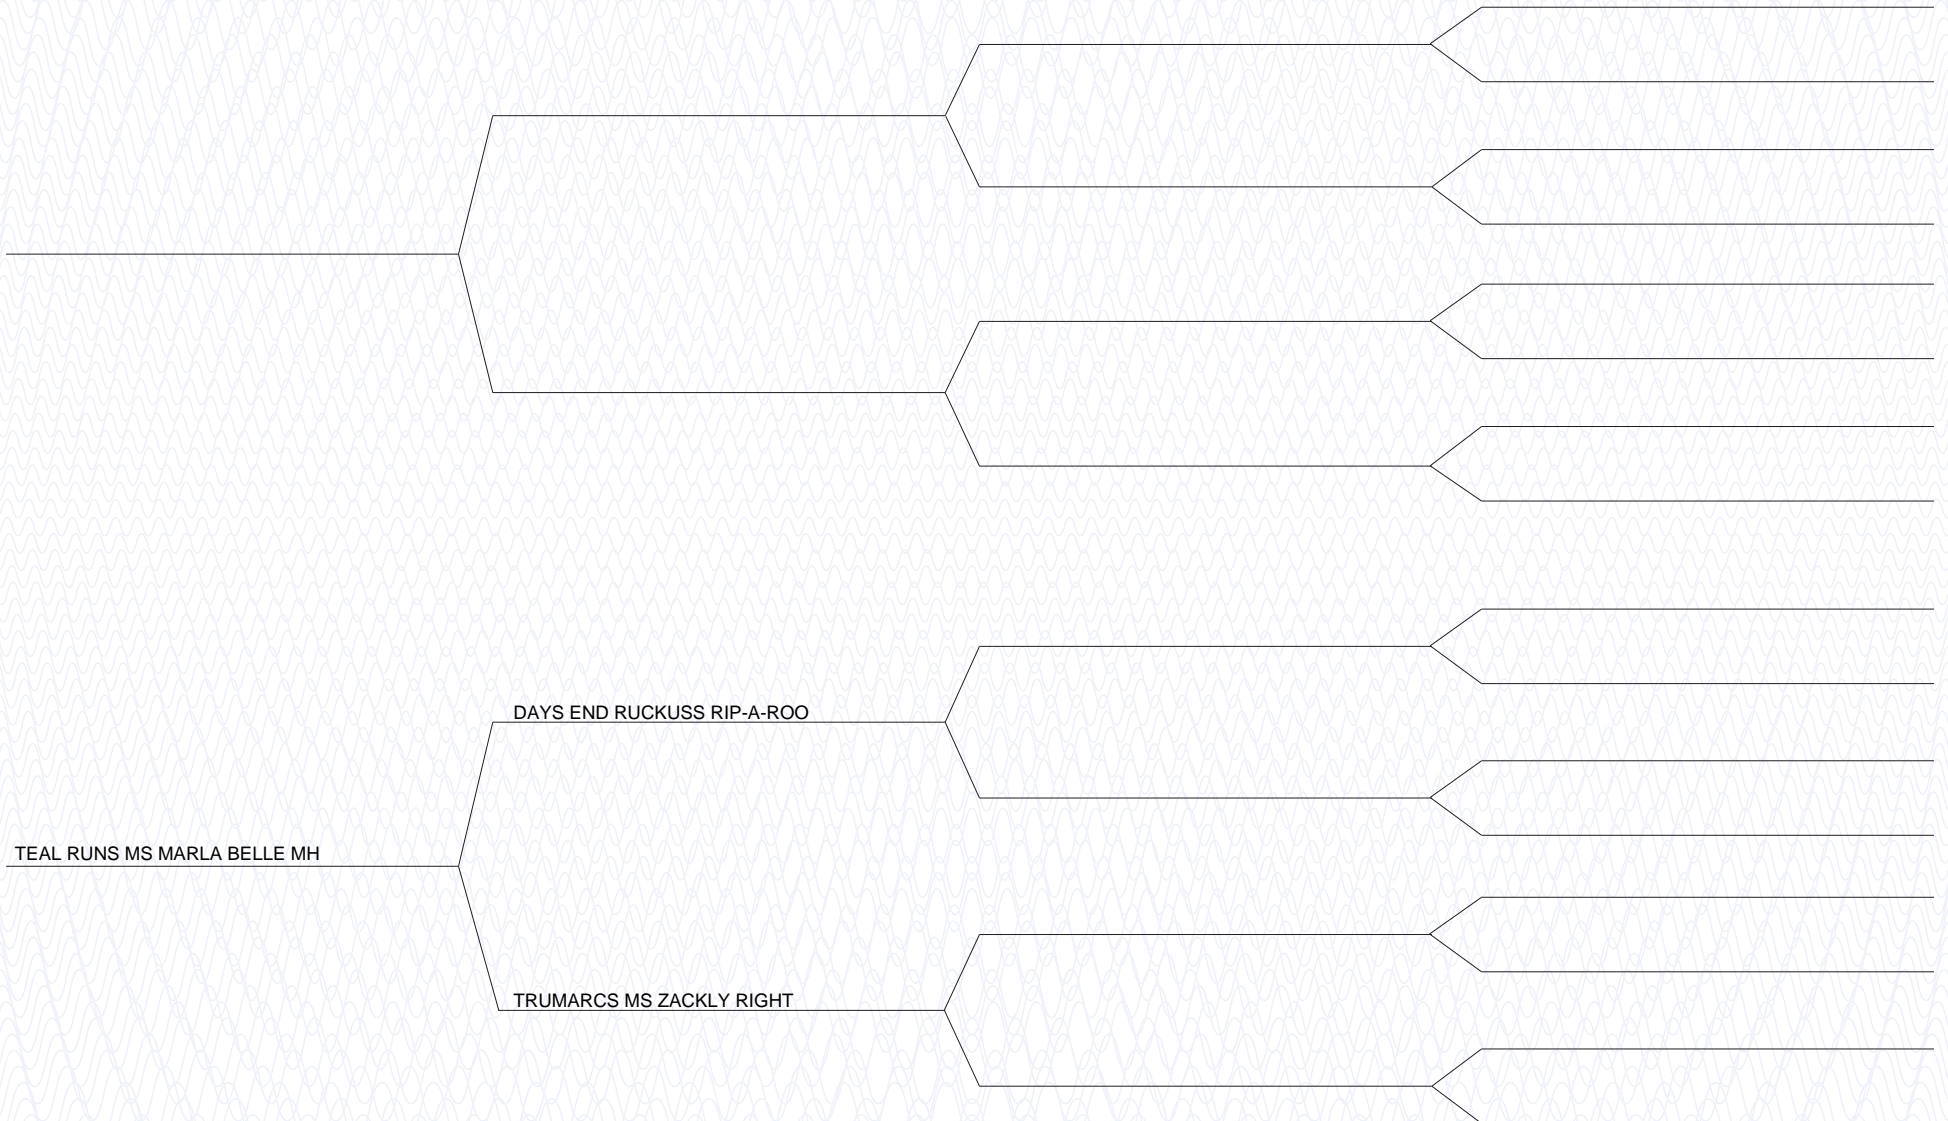 DAYS END RUCKUSS RIP-A-ROO
TEAL RUNS MS MARLA BELLE MH
TRUMARCS MS ZACKLY RIGHT